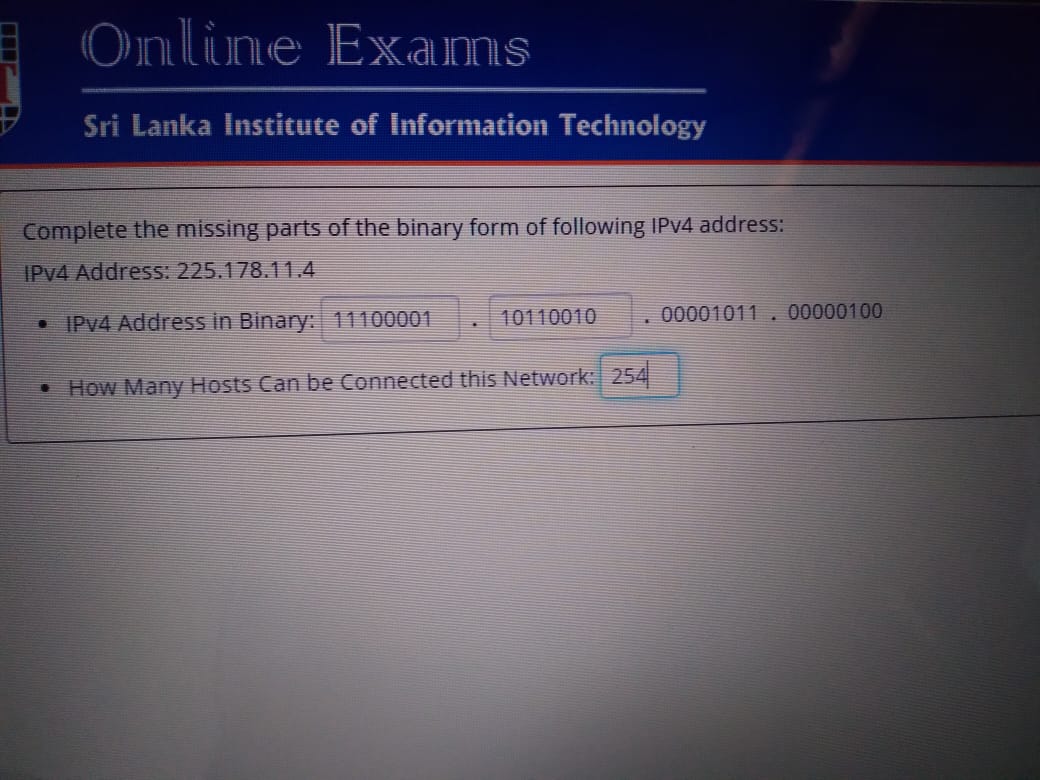 Online Exams
Sri Lanka Institute of Information Technology
Complete the missing parts of the binary form of following IPv4 address:
IPv4 Address: 225.178.11.4
• IPv4 Address in Binary: 11100001 . 10110010 . 00001011 . 00000100
• How Many Hosts Can be Connected this Network: 254